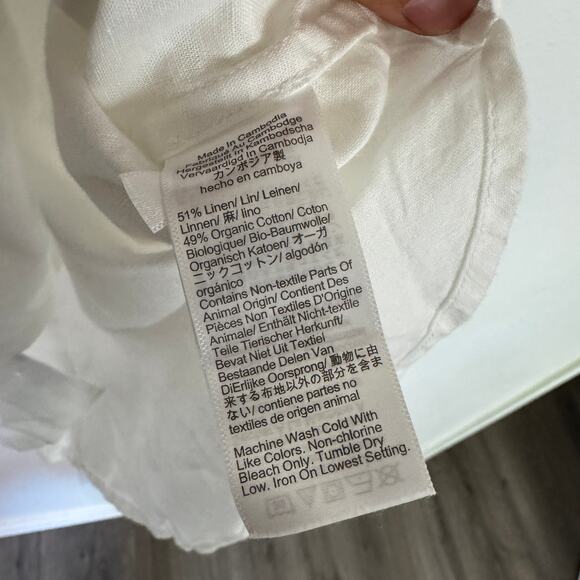 Made In Cambodia
Fabriqué Au Cambodge
Hergestellt In Kambodscha
Vervaardigd In Cambodja
カンボジア製
hecho en camboya
51% Linen/ Lin/ Leinen/
Linnen/ 麻/ lino
49% Organic Cotton/ Coton
Biologique/ Bio-Baumwolle/
Organisch Katoen/ オーガ
ニックコットン/ algodón
orgánico
Contains Non-textile Parts Of
Animal Origin/ Contient Des
Pièces Non Textiles D'Origine
Animale/ Enthält Nicht-textile
Teile Tierischer Herkunft/
Bevat Niet Uit Textiel
Bestaande Delen Van
DiErlijke Oorsprong/ 動物に由
来する布地以外の部分を含ま
ない/ contiene partes no
textiles de origen animal
Machine Wash Cold With
Like Colors. Non-chlorine
Bleach Only. Tumble Dry
Low. Iron On Lowest Setting.